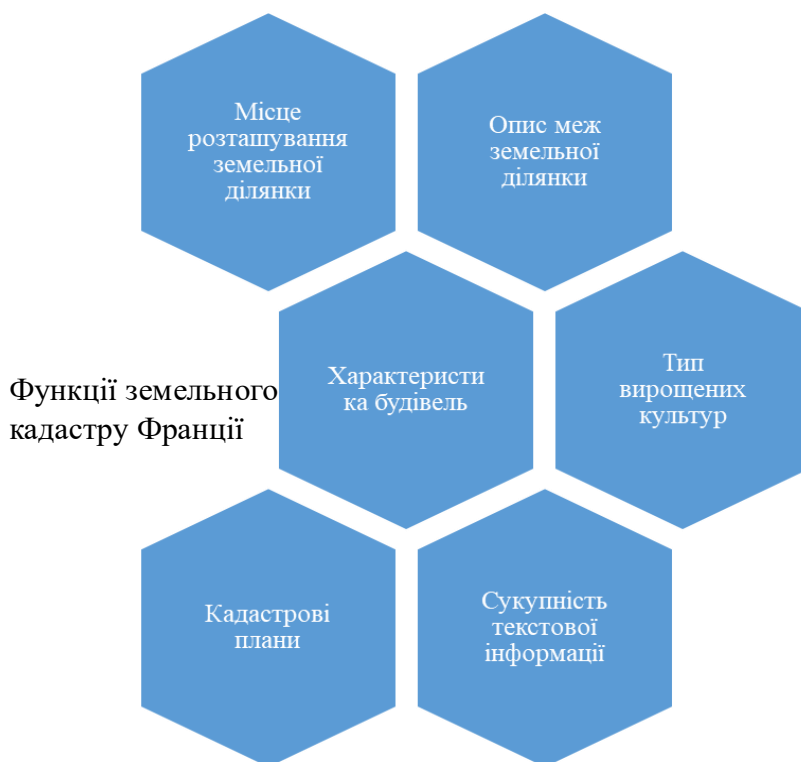 Місце
розташування
земельної
ділянки
Опис меж
земельної
ділянки
Функції земельного
кадастру Франції
Характеристи
ка будівель
Тип
вирощених
культур
Кадастрові
плани
Сукупність
текстової
інформації